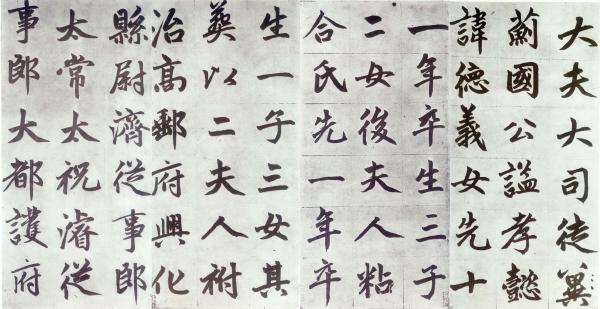 大夫大司徒冀
薊國公謚孝懿
諱德義女先十
一年卒生三子
二女後夫人粘
合氏先一年卒
生一子三女其
葬以二夫人祔
治高郵府興化
縣尉濟從事郎
太常太祝濬從
事郎大都護府